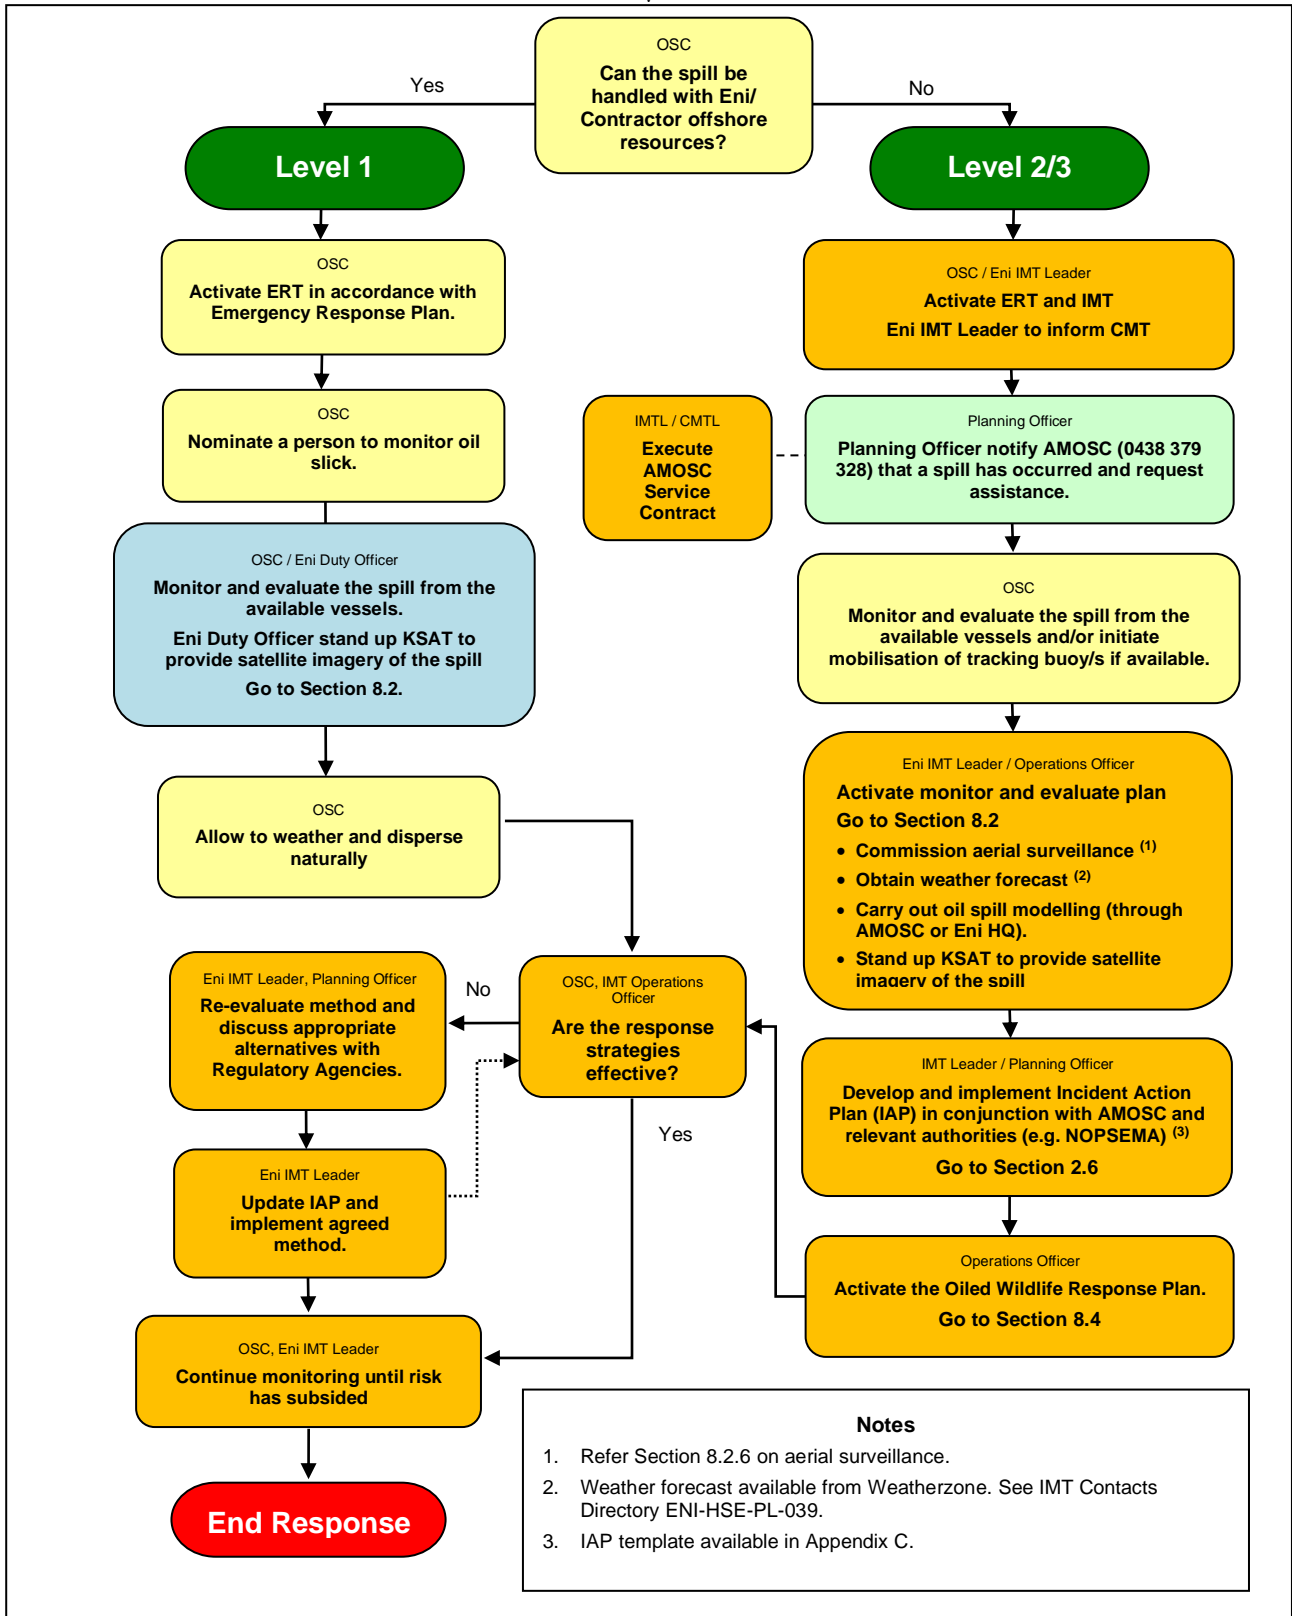 OSC
Can the spill be
handled with Eni/
Contractor offshore
resources?
Yes
No
Level 1
Level 2/3
OSC
Activate ERT in accordance with
Emergency Response Plan.
OSC / Eni IMT Leader
Activate ERT and IMT
Eni IMT Leader to inform CMT
OSC
Nominate a person to monitor oil
slick.
IMTL / CMTL
Execute
AMOSC
Service
Contract
Planning Officer
Planning Officer notify AMOSC (0438 379
328) that a spill has occurred and request
assistance.
OSC / Eni Duty Officer
Monitor and evaluate the spill from the
available vessels.
Eni Duty Officer stand up KSAT to
provide satellite imagery of the spill
Go to Section 8.2.
OSC
Monitor and evaluate the spill from the
available vessels and/or initiate
mobilisation of tracking buoy/s if available.
OSC
Allow to weather and disperse
naturally
Eni IMT Leader / Operations Officer
Activate monitor and evaluate plan
Go to Section 8.2
• Commission aerial surveillance (1)
• Obtain weather forecast (2)
• Carry out oil spill modelling (through
AMOSC or Eni HQ).
• Stand up KSAT to provide satellite
imagery of the spill
Eni IMT Leader, Planning Officer
Re-evaluate method and
discuss appropriate
alternatives with
Regulatory Agencies.
No
OSC, IMT Operations
Officer
Are the response
strategies
effective?
Yes
IMT Leader / Planning Officer
Develop and implement Incident Action
Plan (IAP) in conjunction with AMOSC and
relevant authorities (e.g. NOPSEMA) (3)
Go to Section 2.6
Eni IMT Leader
Update IAP and
implement agreed
method.
Operations Officer
Activate the Oiled Wildlife Response Plan.
Go to Section 8.4
OSC, Eni IMT Leader
Continue monitoring until risk
has subsided
End Response
Notes
1. Refer Section 8.2.6 on aerial surveillance.
2. Weather forecast available from Weatherzone. See IMT Contacts
Directory ENI-HSE-PL-039.
3. IAP template available in Appendix C.